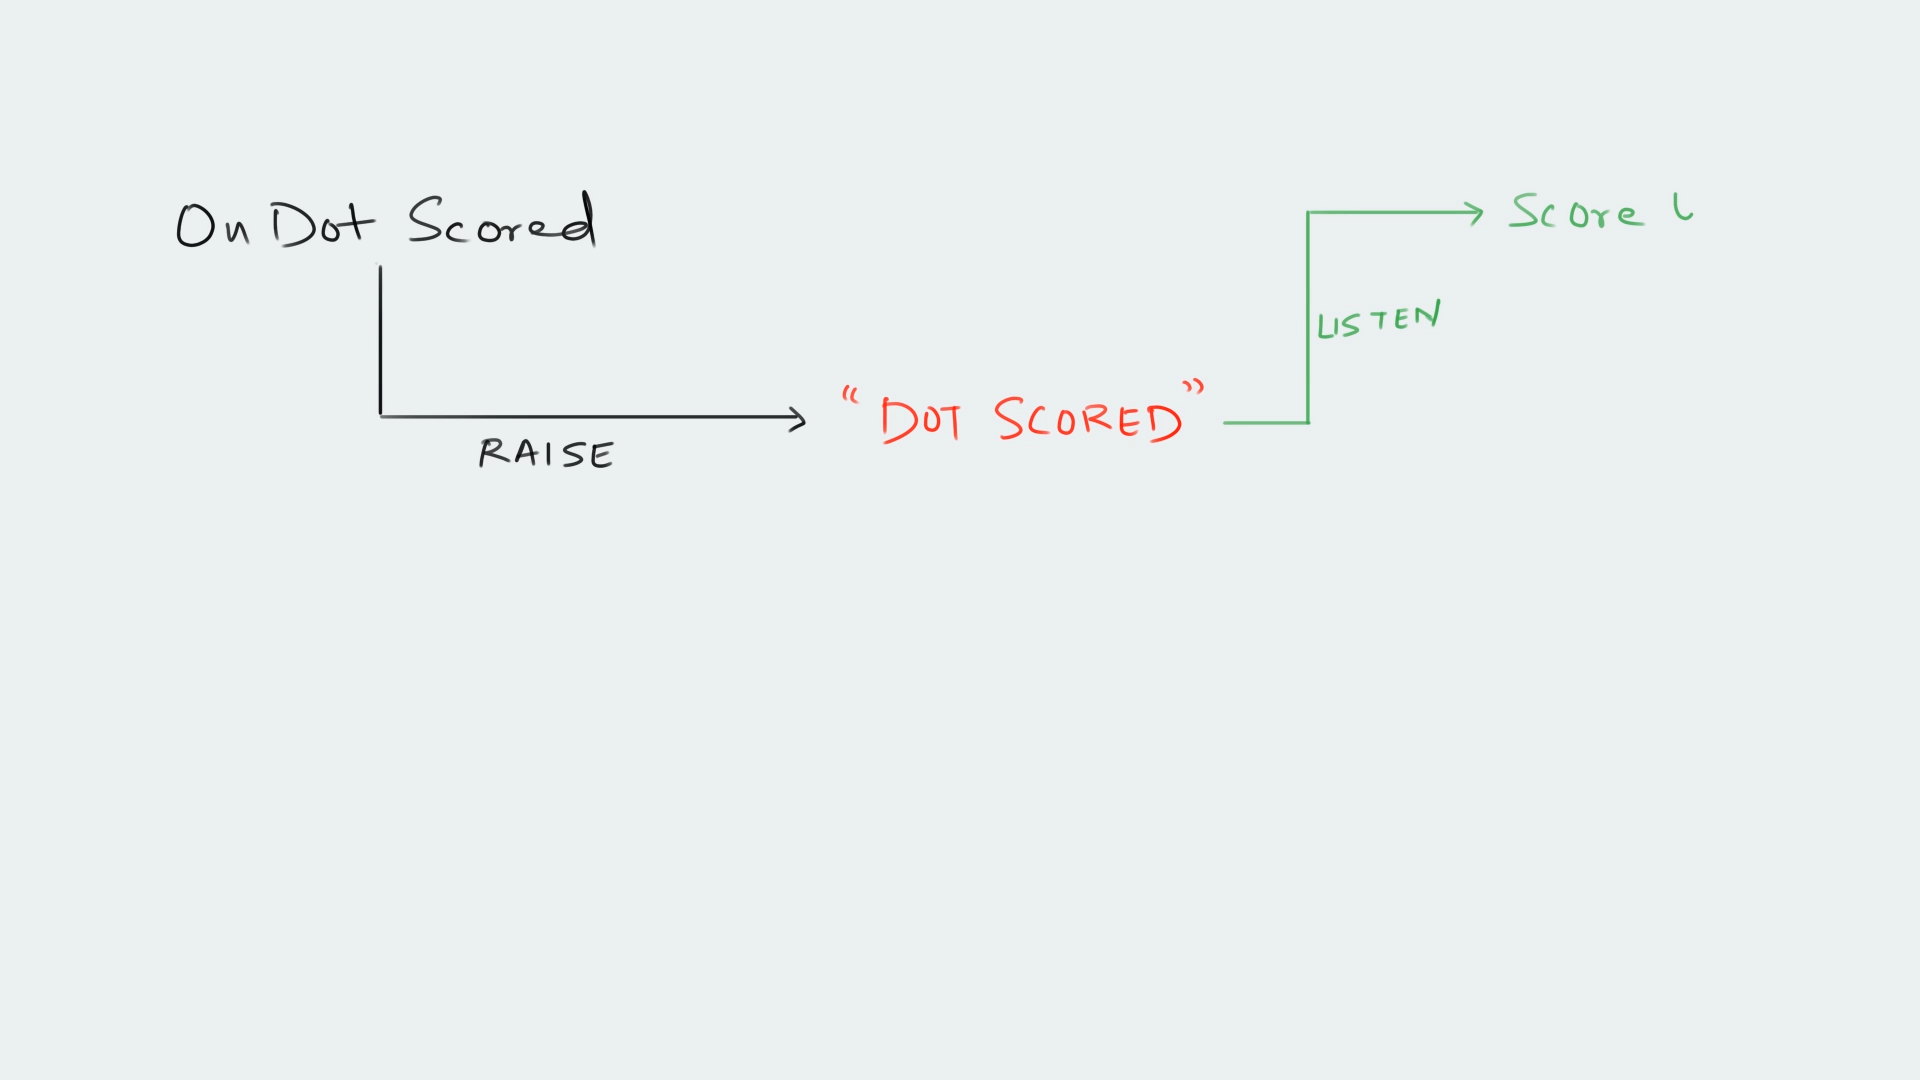 On Dot Scored
Score
LISTEN
“ DOT SCORED ”
RAISE